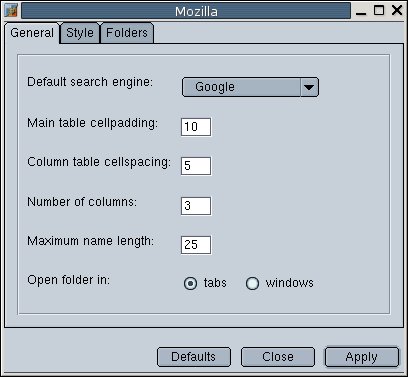 Mozilla
General Style Folders
Default search engine: Google
Main table cellpadding: 10
Column table cellspacing: 5
Number of columns: 3
Maximum name length: 25
Open folder in: tabs windows
Defaults Close Apply